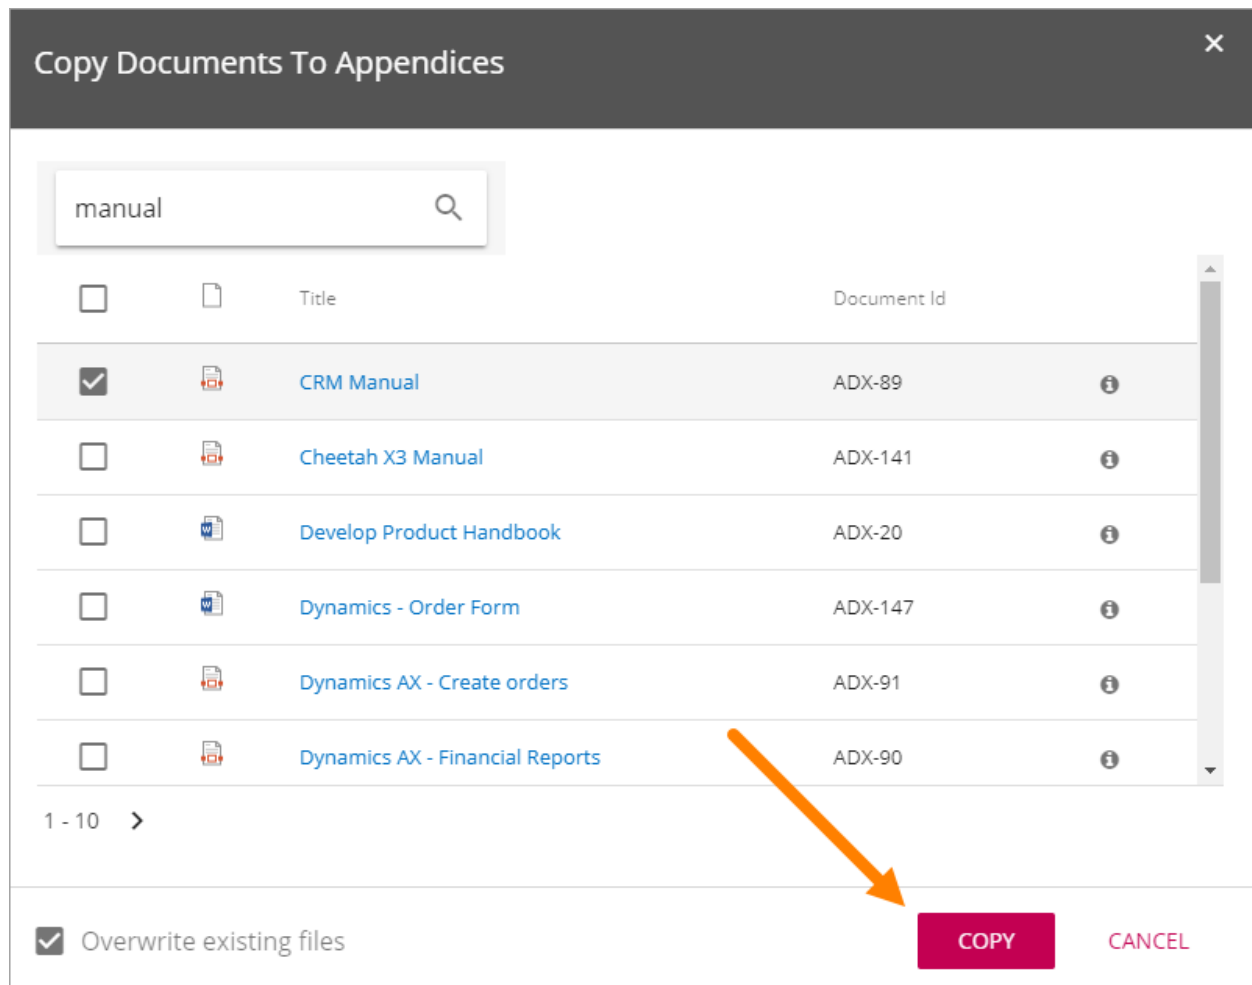 Copy Documents To Appendices
manual
Title Document Id
CRM Manual ADX-89
Cheetah X3 Manual ADX-141
Develop Product Handbook ADX-20
Dynamics - Order Form ADX-147
Dynamics AX - Create orders ADX-91
Dynamics AX - Financial Reports ADX-90
1 - 10
Overwrite existing files COPY CANCEL